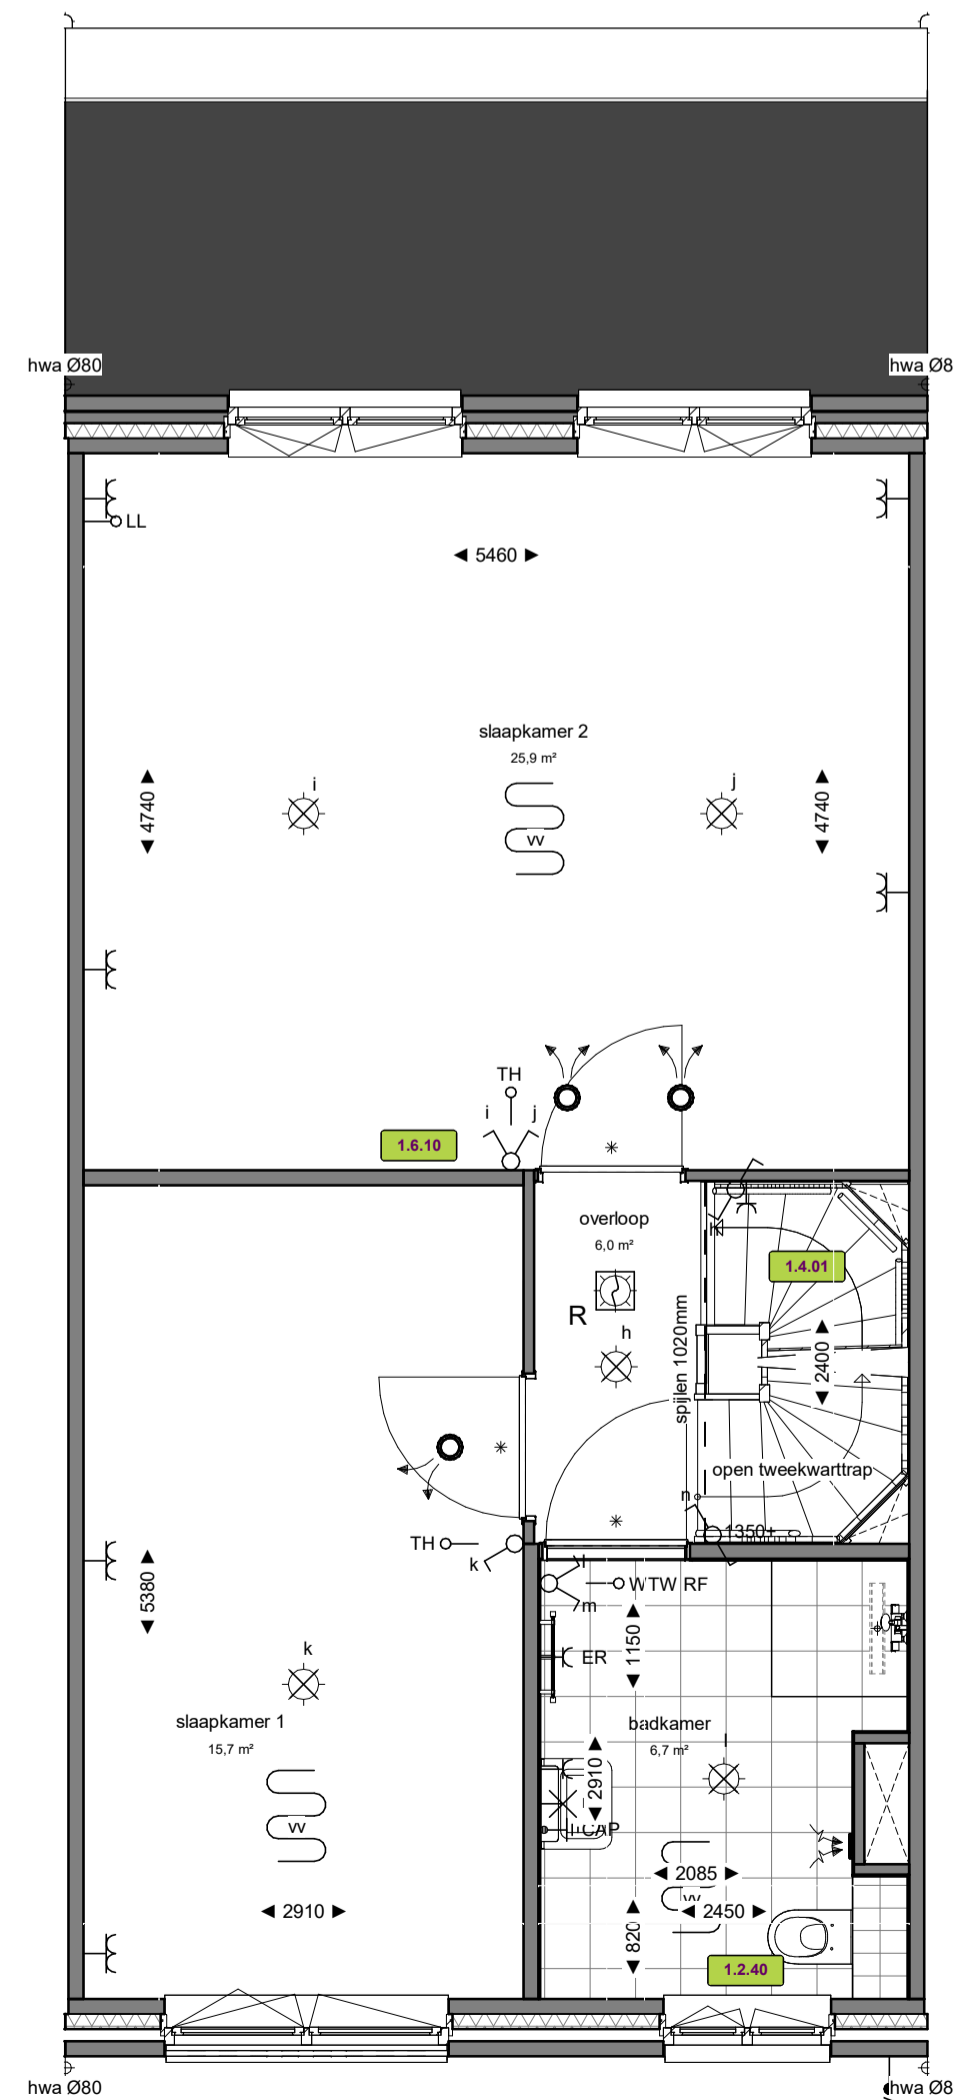 hwa Ø80
hwa Ø8
LL
5460
slaapkamer 2
25,9 m²
i
j
4740
vv
4740
TH
i
j
1.6.10
overloop
6,0 m²
1.4.01
R
h
spijlen 1020mm
2400
open tweekwarttrap
n
1350+
TH
k
l
WTW RF
m
5380
1150
ER
k
slaapkamer 1
15,7 m²
badkamer
6,7 m²
l
2910
vv
CAP
2085
vv
2910
2450
820
1.2.40
hwa Ø80
hwa Ø8